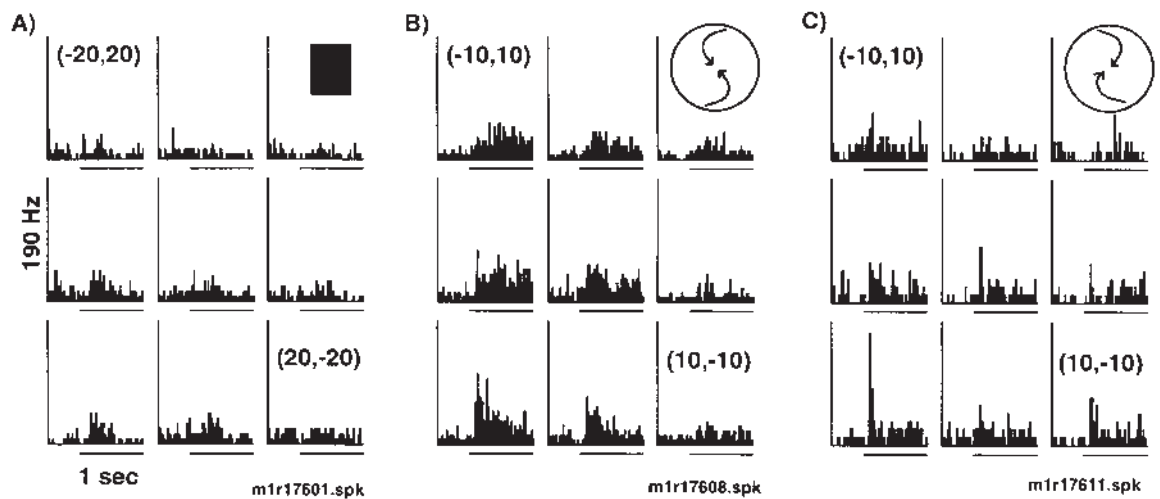 A)
(-20,20)
190 Hz
(20,-20)
1 sec
m1r17601.spk
B)
(-10,10)
(10,-10)
m1r17608.spk
C)
(-10,10)
(10,-10)
m1r17611.spk